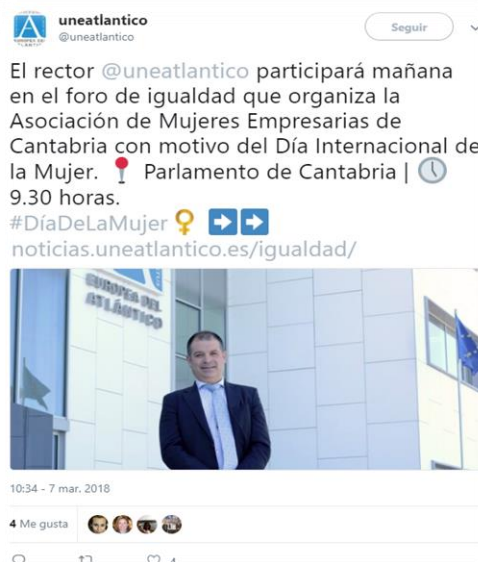 uneatlantico
@uneatlantico
Seguir
El rector @uneatlantico participará mañana
en el foro de igualdad que organiza la
Asociación de Mujeres Empresarias de
Cantabria con motivo del Día Internacional de
la Mujer. 📍 Parlamento de Cantabria | 🕔
9.30 horas.
#DíaDeLaMujer ♀ ➡➡
noticias.uneatlantico.es/igualdad/
EUROPEA DEL
ATLÁNTICO
10:34 - 7 mar. 2018
4 Me gusta
4